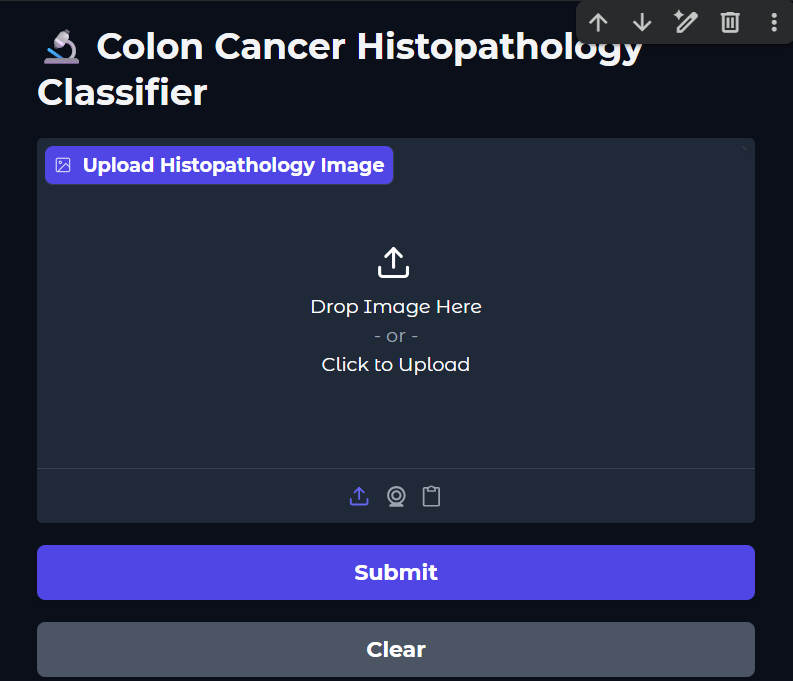 Colon Cancer Histopathology
Classifier
Upload Histopathology Image
Drop Image Here
- or -
Click to Upload
Submit
Clear